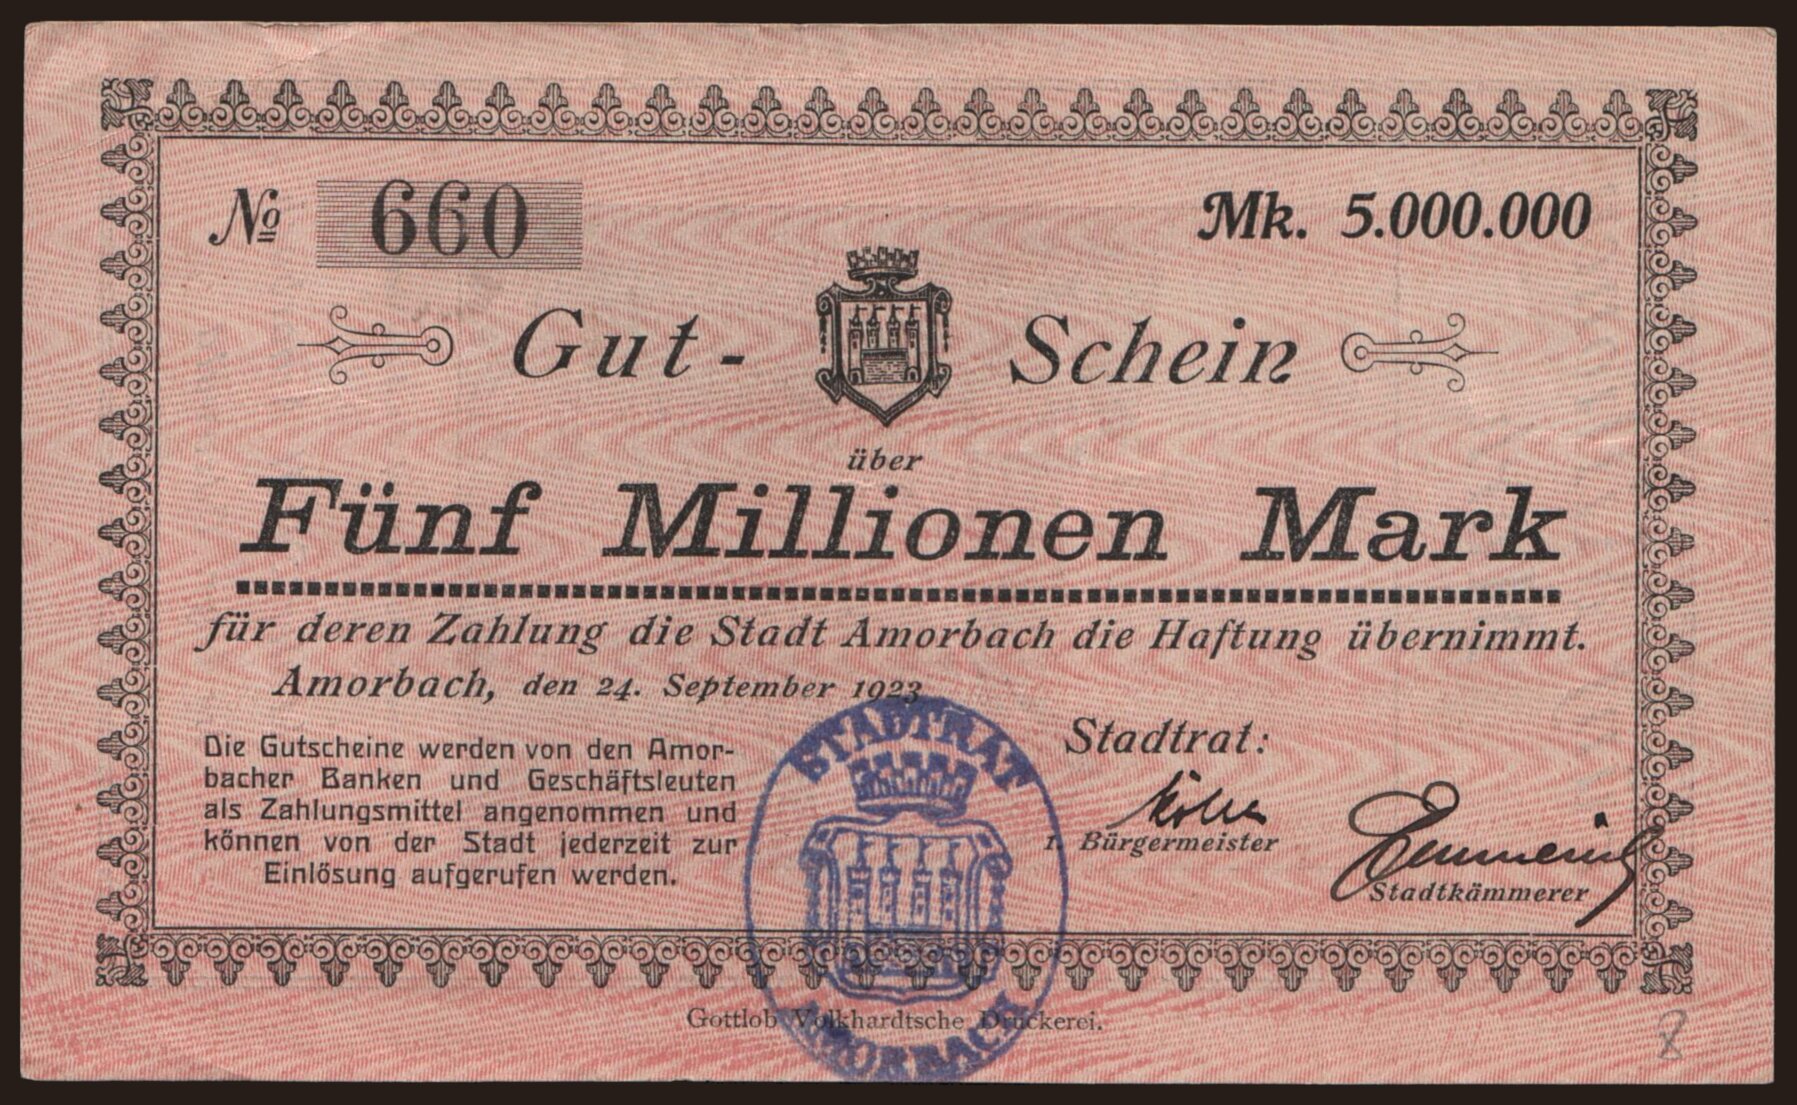 № 660
Mk. 5.000.000
Gut- Schein
über
Fünf Millionen Mark
für deren Zahlung die Stadt Amorbach die Haftung übernimmt.
Amorbach, den 24. September 1923
Die Gutscheine werden von den Amor-
bacher Banken und Geschäftsleuten
als Zahlungsmittel angenommen und
können von der Stadt jederzeit zur
Einlösung aufgerufen werden.
STADTRAT
AMORBACH
Stadtrat:
1. Bürgermeister
Stadtkämmerer
Gottlob Volkhardtsche Druckerei.
8